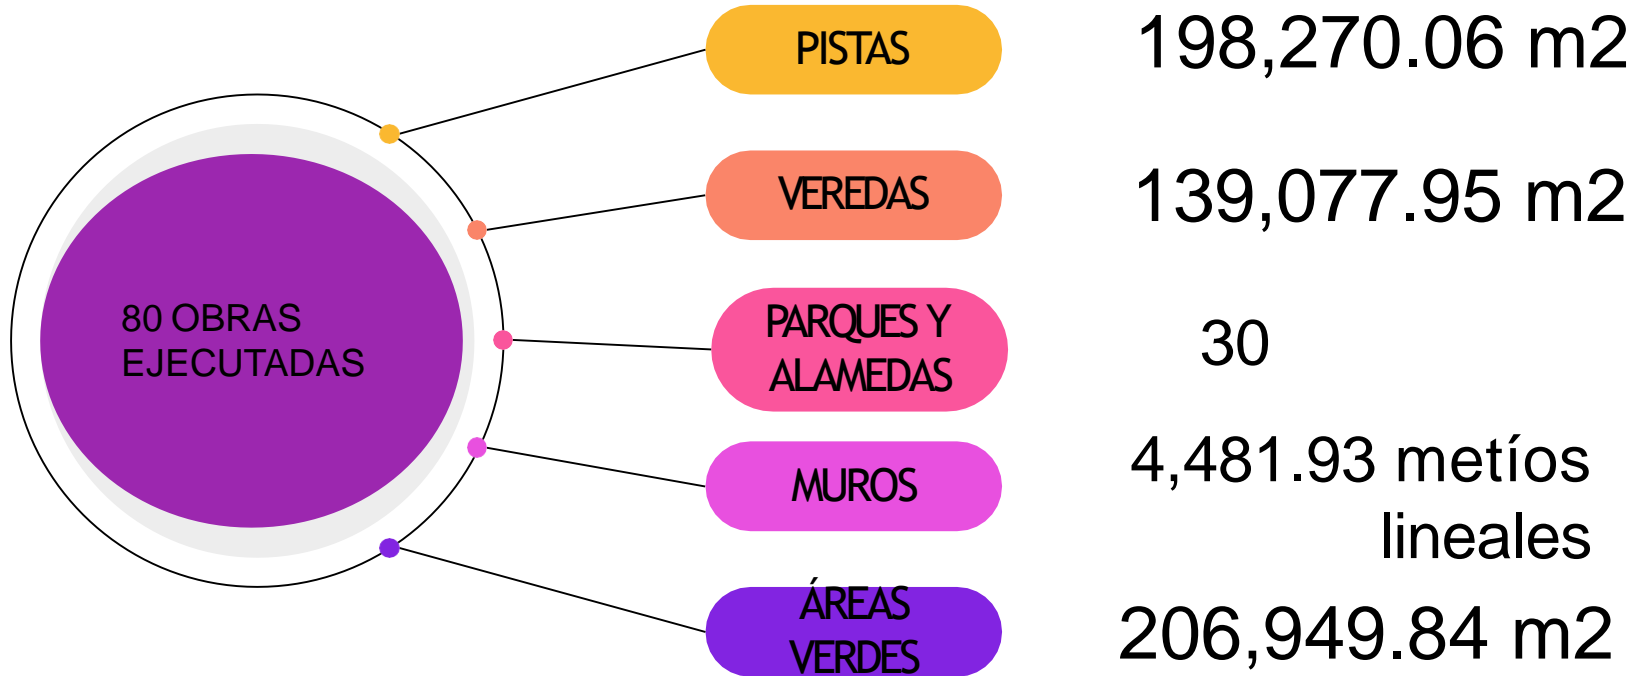 PISTAS
198,270.06 m2
VEREDAS
139,077.95 m2
80 OBRAS
EJECUTADAS
PARQUES Y
ALAMEDAS
30
MUROS
4,481.93 metíos
lineales
ÁREAS
VERDES
206,949.84 m2